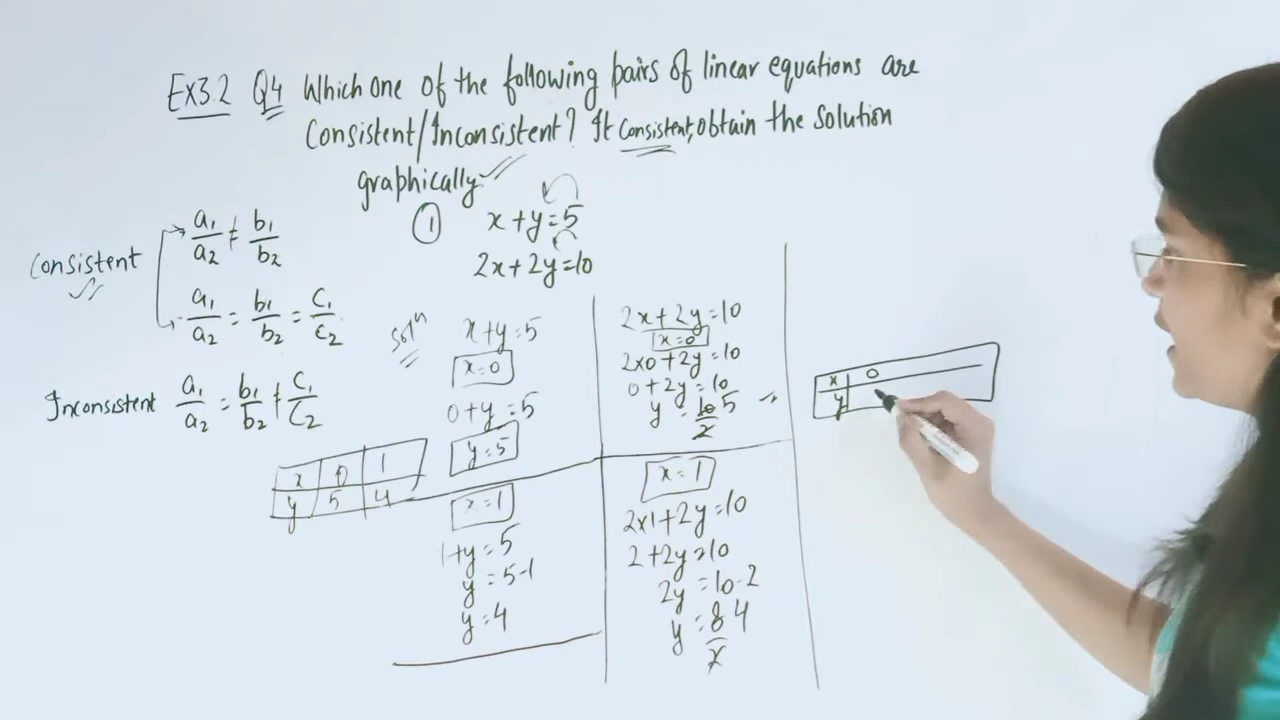 Ex3.2 Q4 Which one of the following pairs of linear equations are
Consistent/Inconsistent? If Consistent, obtain the solution
graphically
① x+y=5
2x+2y=10
Consistent
a₁/a₂ ≠ b₁/b₂
a₁/a₂ = b₁/b₂ = C₁/C₂
Inconsistent a₁/a₂ = b₁/b₂ ≠ C₁/C₂
x 0 1
y 5 4
Solⁿ
x+y=5
x=0
0+y=5
y=5
x=1
1+y=5
y=5-1
y=4
2x+2y=10
x=0
2x0+2y=10
0+2y=10
y=10/2 5
x=1
2x1+2y=10
2+2y=10
2y=10-2
y=8/2 4
x 0
y